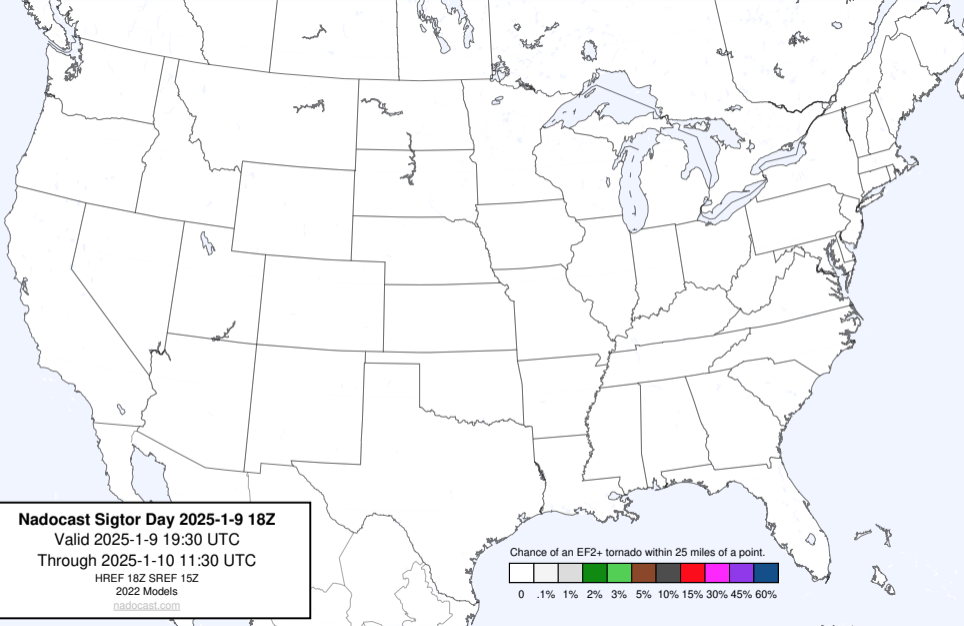 Nadocast Sigtor Day 2025-1-9 18Z
Valid 2025-1-9 19:30 UTC
Through 2025-1-10 11:30 UTC
HREF 18Z SREF 15Z
2022 Models
nadocast.com
Chance of an EF2+ tornado within 25 miles of a point.
0 .1% 1% 2% 3% 5% 10% 15% 30% 45% 60%